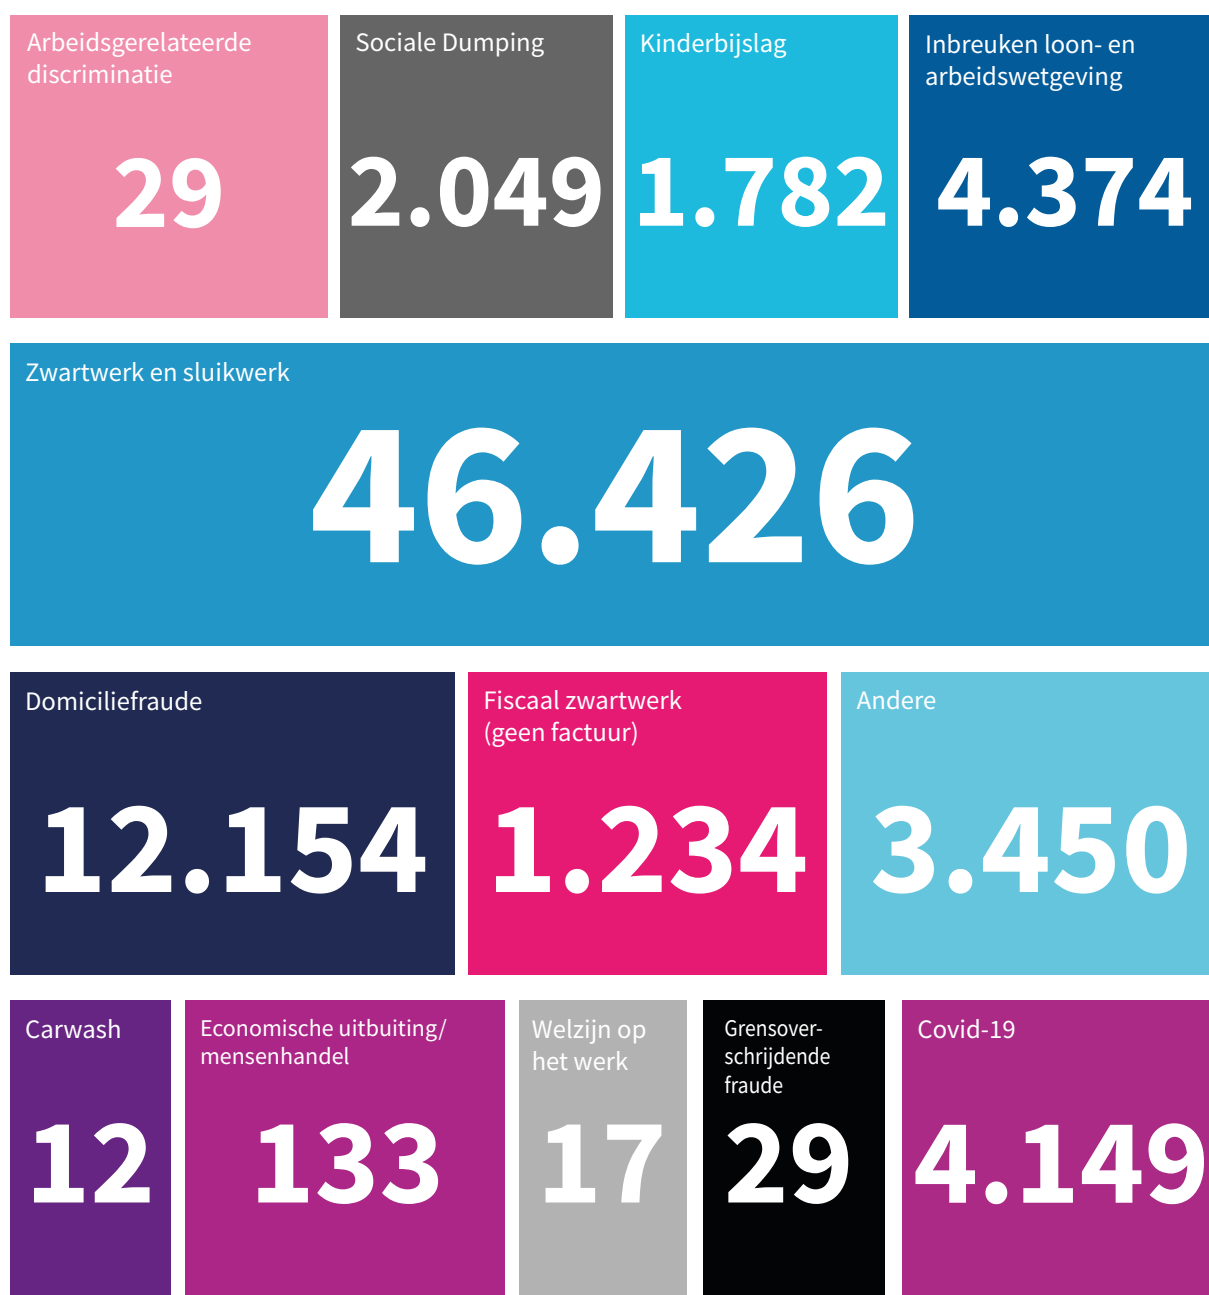 Arbeidsgerelateerde
discriminatie
29
Sociale Dumping
2.049
Kinderbijslag
1.782
Inbreuken loon- en
arbeidswetgeving
4.374
Zwartwerk en sluikwerk
46.426
Domiciliefraude
12.154
Fiscaal zwartwerk
(geen factuur)
1.234
Andere
3.450
Carwash
12
Economische uitbuiting/
mensenhandel
133
Welzijn op
het werk
17
Grensover-
schrijdende
fraude
29
Covid-19
4.149